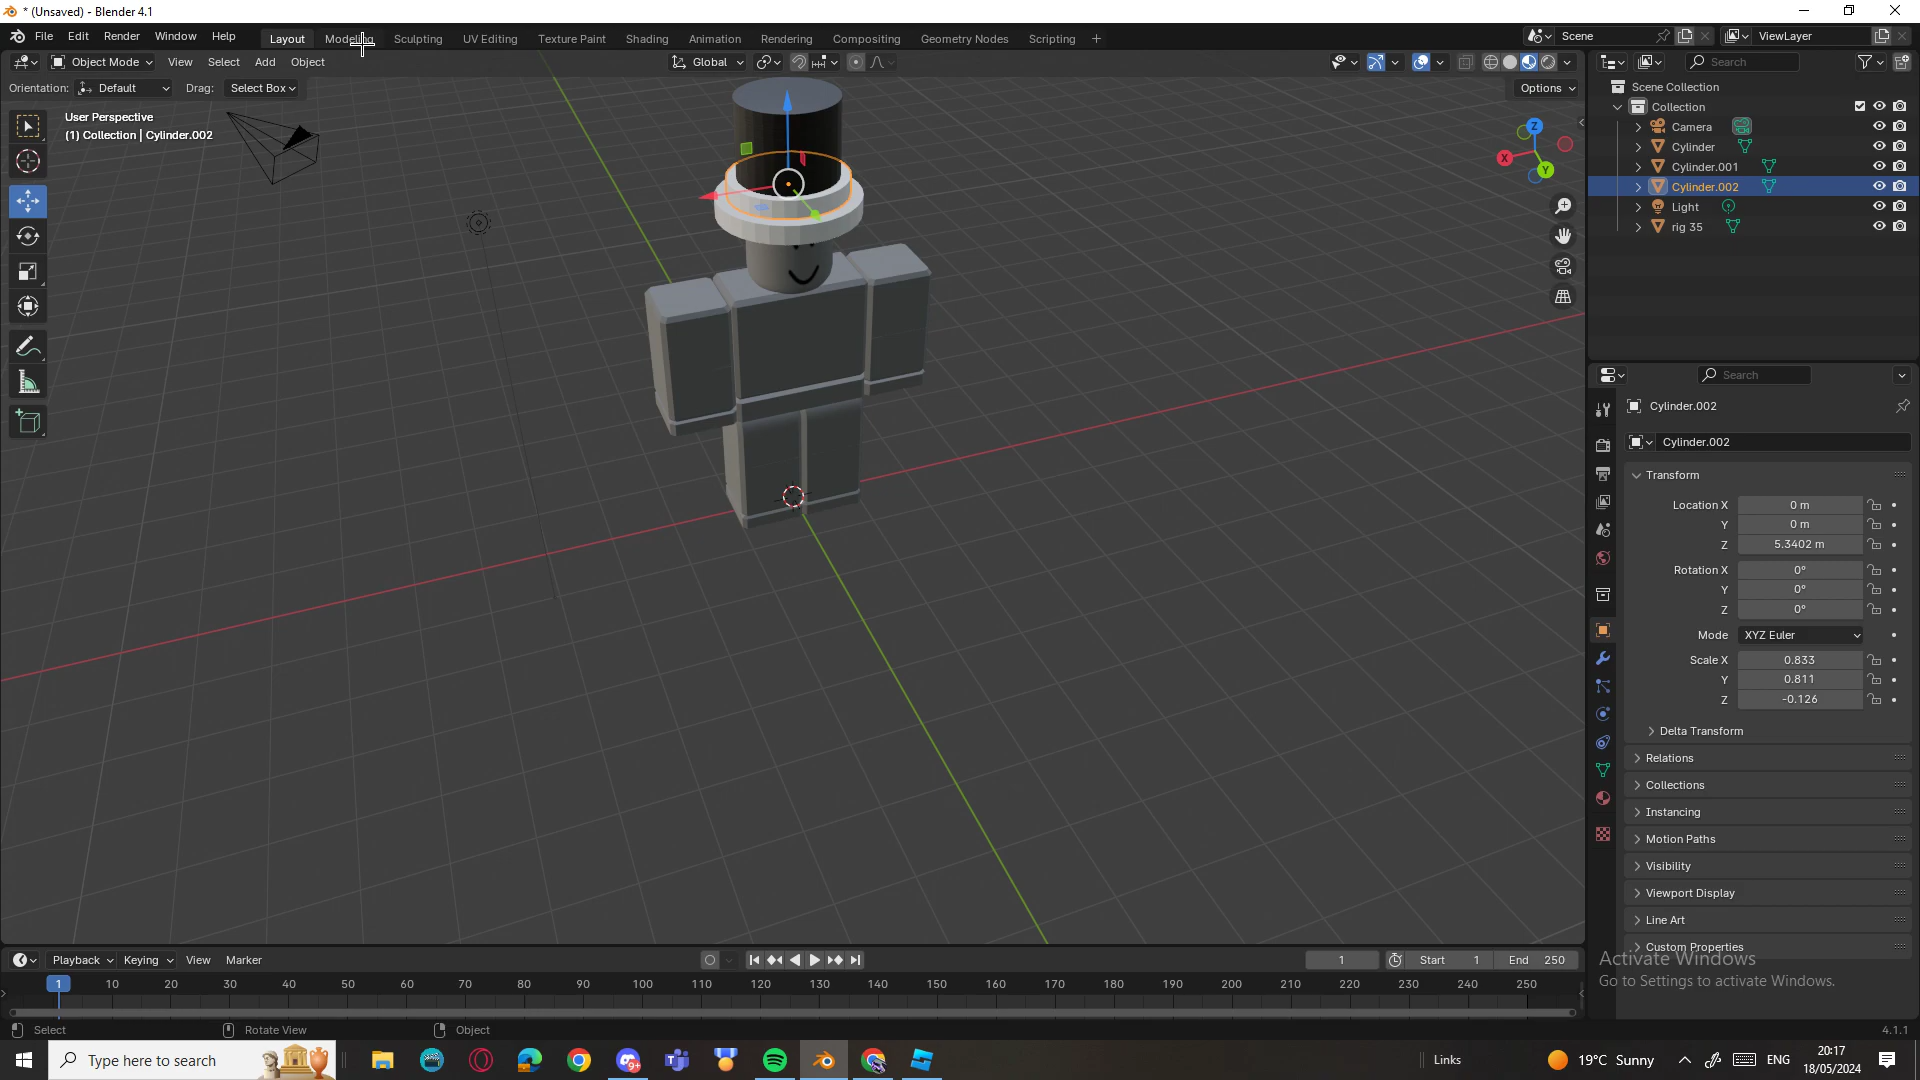 * (Unsaved) - Blender 4.1
File Edit Render Window Help Layout Modeling Sculpting UV Editing Texture Paint Shading Animation Rendering Compositing Geometry Nodes Scripting + Scene ViewLayer
Object Mode View Select Add Object Global Search
Orientation: Default Drag: Select Box Options
User Perspective
(1) Collection | Cylinder.002
Z
X
Y
Scene Collection
Collection
Camera
Cylinder
Cylinder.001
Cylinder.002
Light
rig 35
Search
Cylinder.002
Cylinder.002
Transform
Location X 0 m
Y 0 m
Z 5.3402 m
Rotation X 0°
Y 0°
Z 0°
Mode XYZ Euler
Scale X 0.833
Y 0.811
Z -0.126
Delta Transform
Relations
Collections
Instancing
Motion Paths
Visibility
Viewport Display
Line Art
Custom Properties
Activate Windows
Go to Settings to activate Windows.
Playback Keying View Marker 1 Start 1 End 250
1 10 20 30 40 50 60 70 80 90 100 110 120 130 140 150 160 170 180 190 200 210 220 230 240 250
Select Rotate View Object 4.1.1
Type here to search 9+ Links 19°C Sunny ENG 20:17
18/05/2024